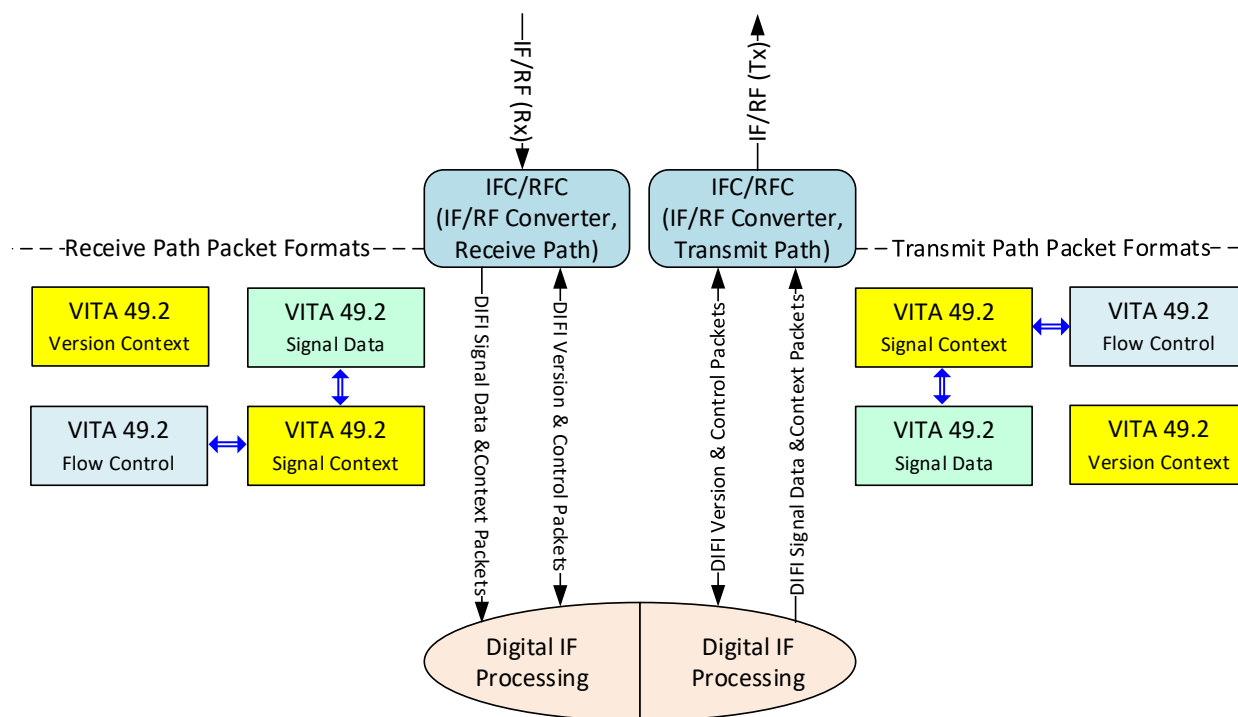 IF/RF (Rx)
IF/RF (Tx)
IFC/RFC
(IF/RF Converter,
Receive Path)
IFC/RFC
(IF/RF Converter,
Transmit Path)
Receive Path Packet Formats
Transmit Path Packet Formats
VITA 49.2
Version Context
VITA 49.2
Signal Data
VITA 49.2
Flow Control
VITA 49.2
Signal Context
DIFI Signal Data &Context Packets
DIFI Version & Control Packets
DIFI Version & Control Packets
DIFI Signal Data &Context Packets
VITA 49.2
Signal Context
VITA 49.2
Flow Control
VITA 49.2
Signal Data
VITA 49.2
Version Context
Digital IF
Processing
Digital IF
Processing